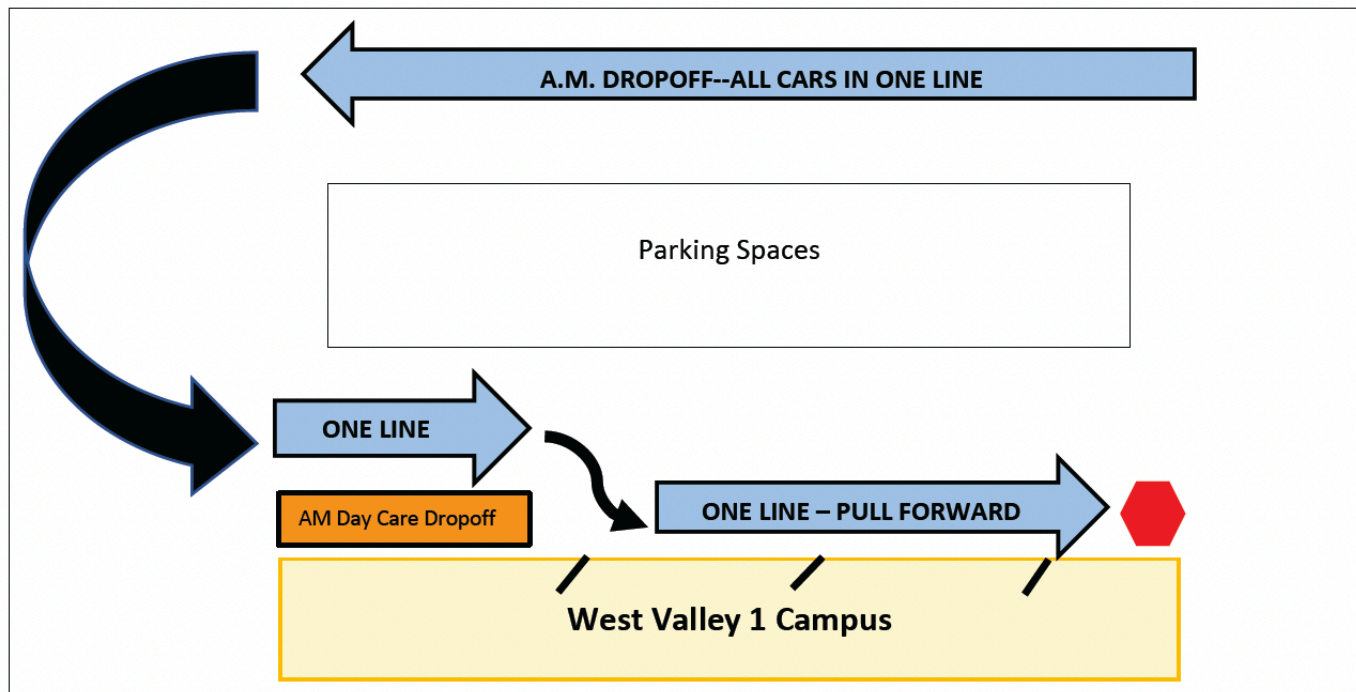 A.M. DROPOFF--ALL CARS IN ONE LINE
Parking Spaces
ONE LINE
AM Day Care Dropoff
ONE LINE – PULL FORWARD
West Valley 1 Campus